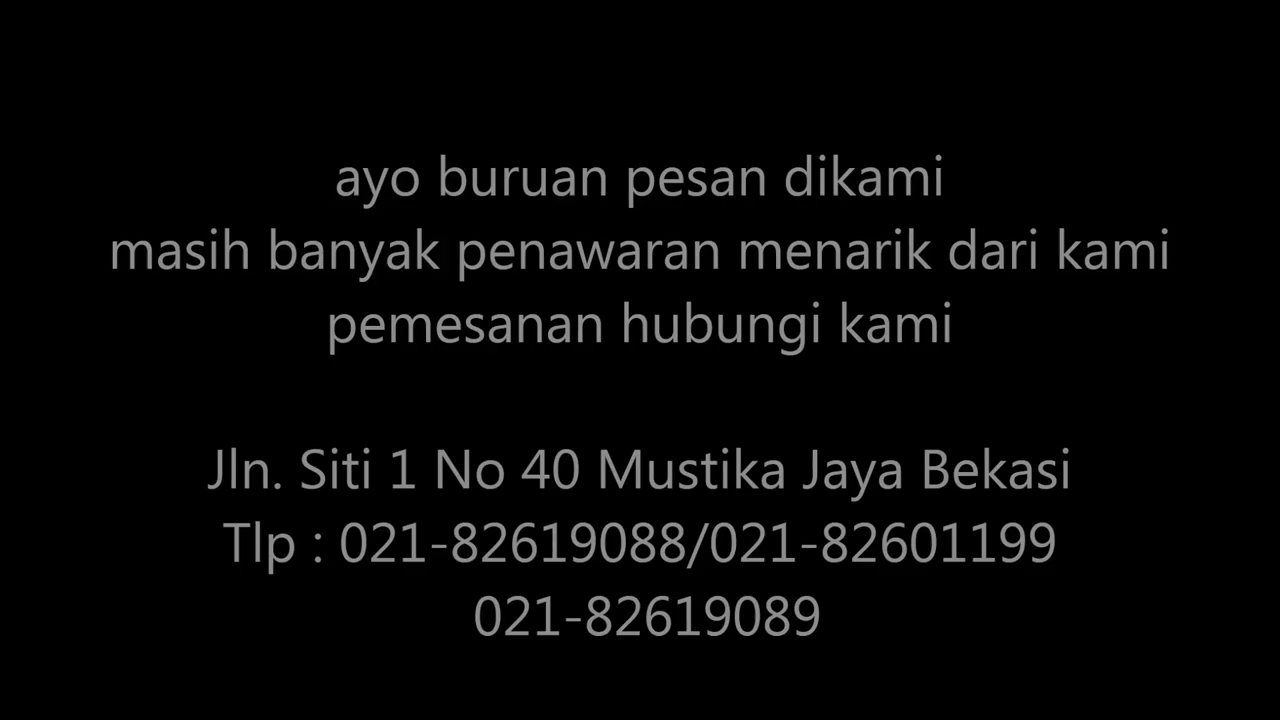 ayo buruan pesan dikami
masih banyak penawaran menarik dari kami
pemesanan hubungi kami
Jln. Siti 1 No 40 Mustika Jaya Bekasi
Tlp : 021-82619088/021-82601199
021-82619089